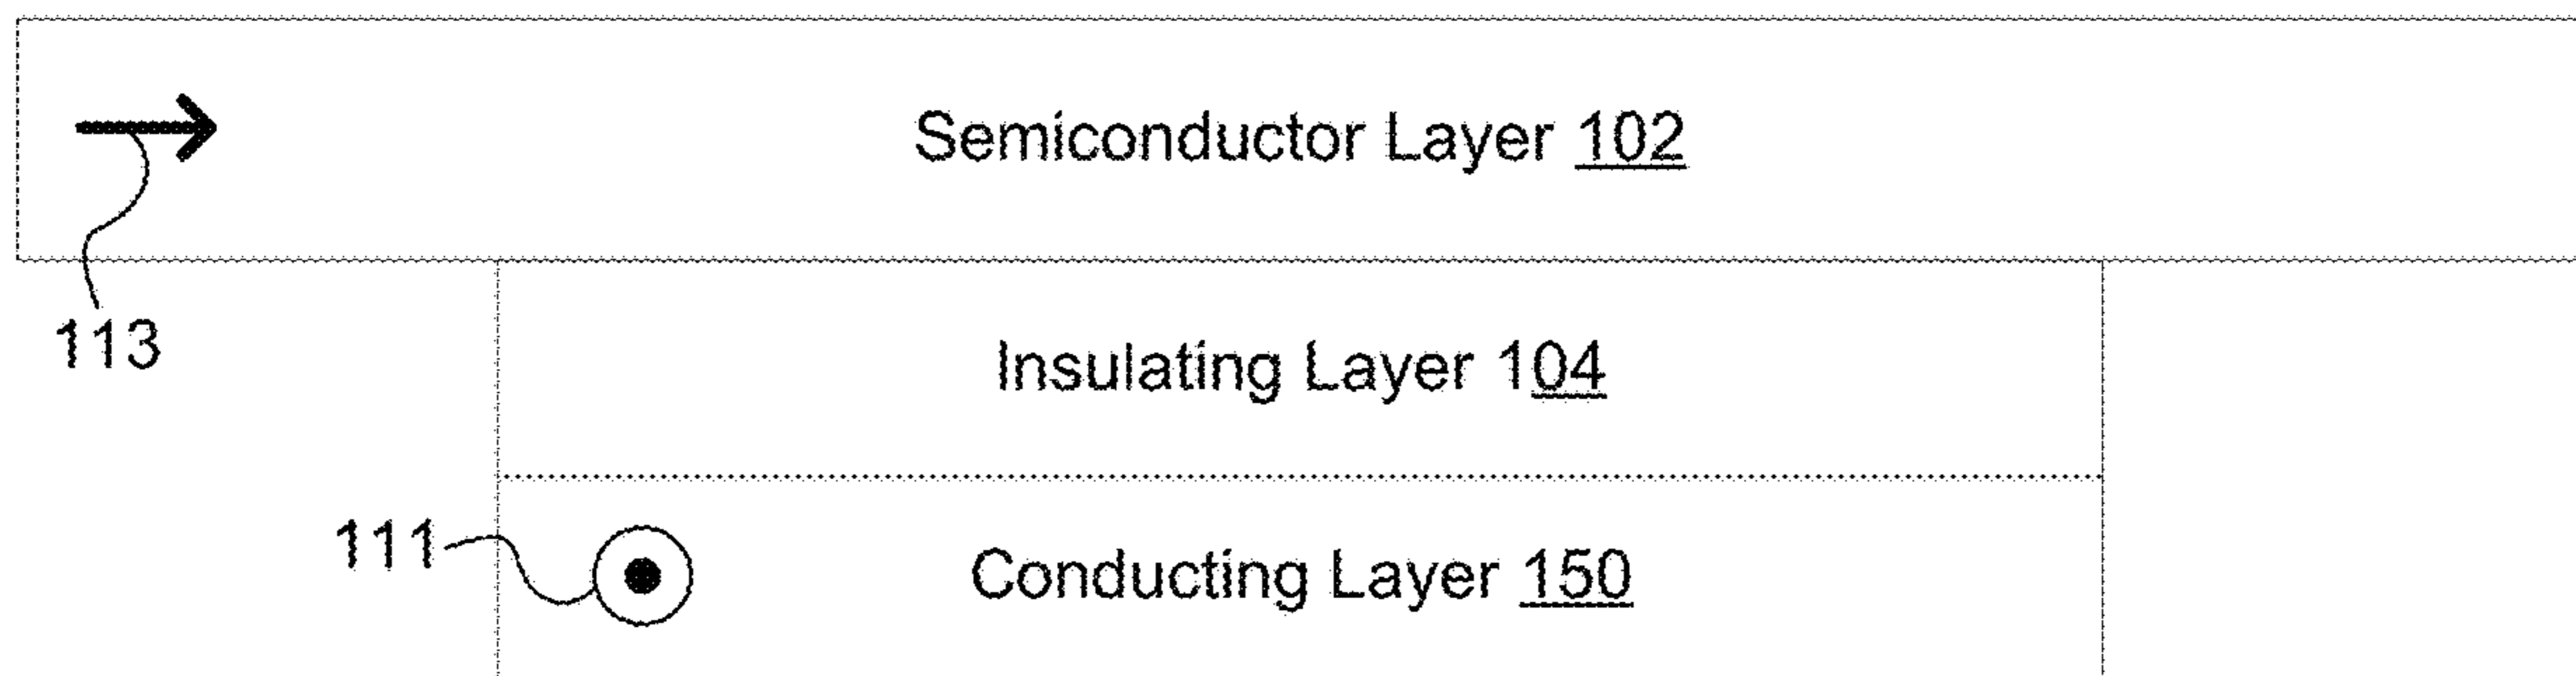 Semiconductor Layer 102
113
Insulating Layer 104
111
Conducting Layer 150